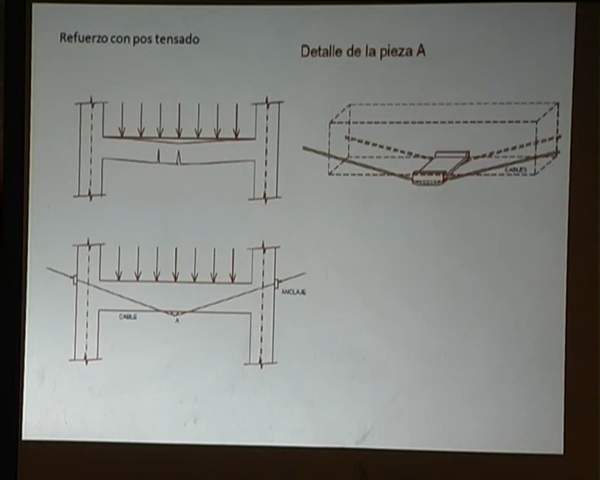 Refuerzo con pos tensado
Detalle de la pieza A
CABLES
ANCLAJE
CABLE
A